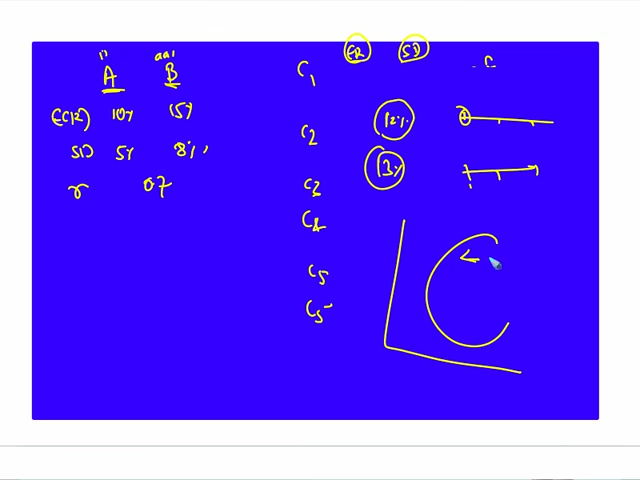 A B
E(R) 10% 15%
SD 5% 8%
r 0.7
ER SD
C1
C2 12%
C3 13%
C4
C5
C5